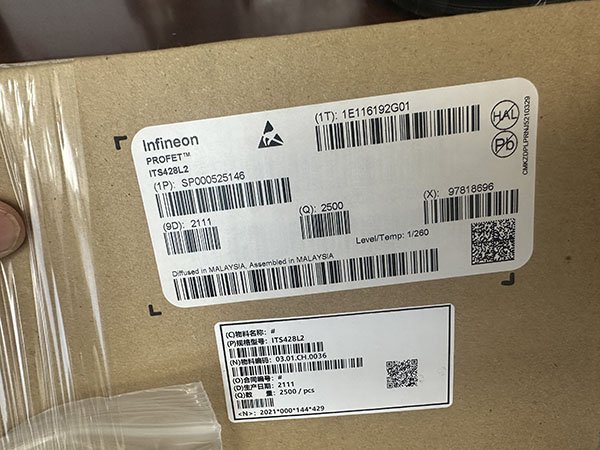 Infineon
PROFET™
ITS428L2
(1P): SP000525146
(1T): 1E116192G01
HAL
Pb
CMKZDPLPRNJ5210329
(9D): 2111
(Q): 2500
(X): 97818696
Level/Temp: 1/260
Diffused in MALAYSIA, Assembled in MALAYSIA
(C)物料名称: #
(P)规格型号: ITS428L2
(N)物料编码: 03.01.CH.0036
(O)合同编号: #
(D)生产日期: 2111
(Q)数 量: 2500 / pcs
<N>: 2021*000*144*429